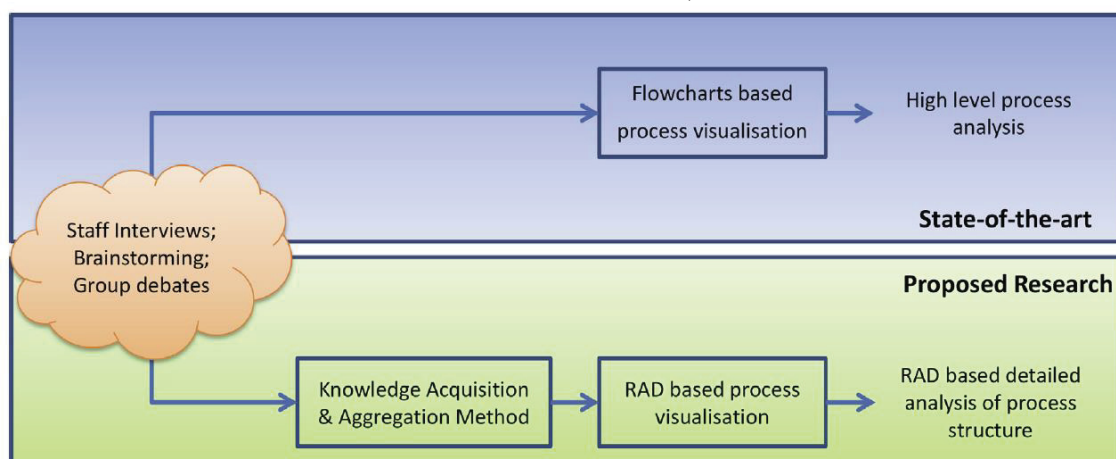 Flowcharts based
process visualisation
High level process
analysis
State-of-the-art
Staff Interviews;
Brainstorming;
Group debates
Proposed Research
Knowledge Acquisition
& Aggregation Method
RAD based process
visualisation
RAD based detailed
analysis of process
structure